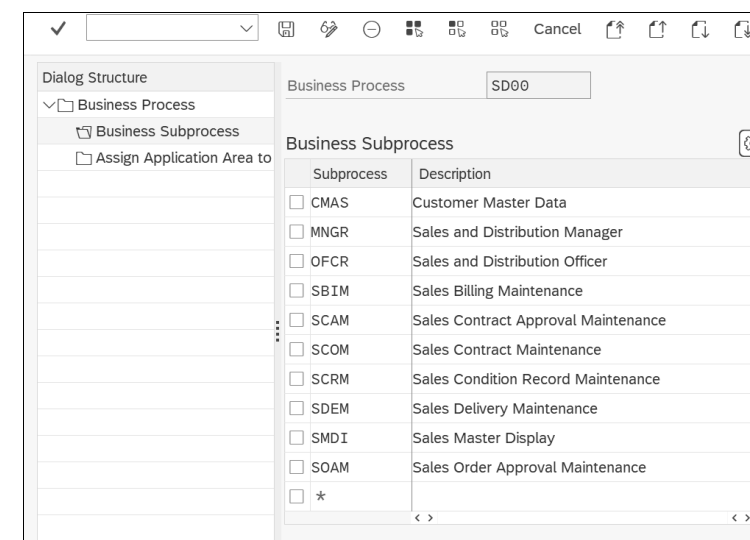 Cancel
Dialog Structure
Business Process
Business Subprocess
Assign Application Area to
Business Process SD00
Business Subprocess
Subprocess Description
CMAS Customer Master Data
MNGR Sales and Distribution Manager
OFCR Sales and Distribution Officer
SBIM Sales Billing Maintenance
SCAM Sales Contract Approval Maintenance
SCOM Sales Contract Maintenance
SCRM Sales Condition Record Maintenance
SDEM Sales Delivery Maintenance
SMDI Sales Master Display
SOAM Sales Order Approval Maintenance
*